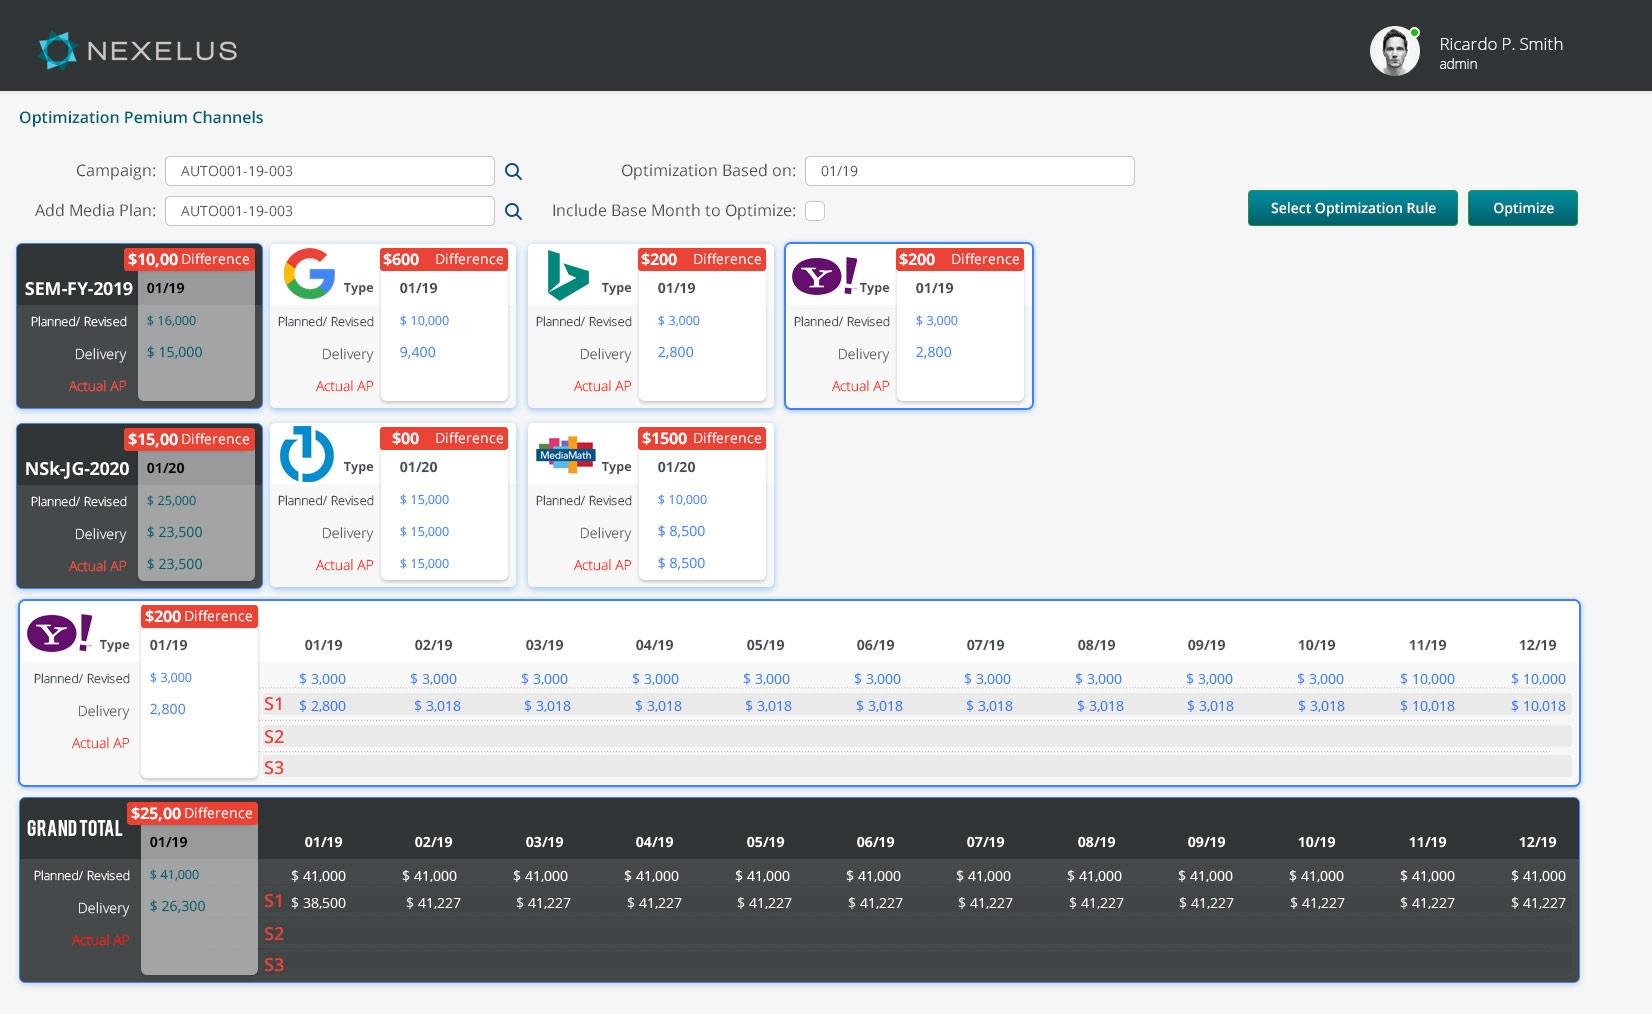 NEXELUS
Ricardo P. Smith
admin
Optimization Pemium Channels
Campaign: AUTO001-19-003 Optimization Based on: 01/19
Add Media Plan: AUTO001-19-003 Include Base Month to Optimize: Select Optimization Rule Optimize
$10,00 Difference
SEM-FY-2019 01/19
Planned/ Revised $ 16,000
Delivery $ 15,000
Actual AP
$600 Difference
G Type 01/19
Planned/ Revised $ 10,000
Delivery 9,400
Actual AP
$200 Difference
Type 01/19
Planned/ Revised $ 3,000
Delivery 2,800
Actual AP
$200 Difference
Y! Type 01/19
Planned/ Revised $ 3,000
Delivery 2,800
Actual AP
$15,00 Difference
NSk-JG-2020 01/20
Planned/ Revised $ 25,000
Delivery $ 23,500
Actual AP $ 23,500
$00 Difference
Type 01/20
Planned/ Revised $ 15,000
Delivery $ 15,000
Actual AP $ 15,000
$1500 Difference
MediaMath Type 01/20
Planned/ Revised $ 10,000
Delivery $ 8,500
Actual AP $ 8,500
$200 Difference
Y! Type 01/19 01/19 02/19 03/19 04/19 05/19 06/19 07/19 08/19 09/19 10/19 11/19 12/19
Planned/ Revised $ 3,000 $ 3,000 $ 3,000 $ 3,000 $ 3,000 $ 3,000 $ 3,000 $ 3,000 $ 3,000 $ 3,000 $ 3,000 $ 10,000 $ 10,000
Delivery 2,800 S1 $ 2,800 $ 3,018 $ 3,018 $ 3,018 $ 3,018 $ 3,018 $ 3,018 $ 3,018 $ 3,018 $ 3,018 $ 10,018 $ 10,018
Actual AP S2
S3
$25,00 Difference
GRAND TOTAL 01/19 01/19 02/19 03/19 04/19 05/19 06/19 07/19 08/19 09/19 10/19 11/19 12/19
Planned/ Revised $ 41,000 $ 41,000 $ 41,000 $ 41,000 $ 41,000 $ 41,000 $ 41,000 $ 41,000 $ 41,000 $ 41,000 $ 41,000 $ 41,000 $ 41,000
Delivery $ 26,300 S1 $ 38,500 $ 41,227 $ 41,227 $ 41,227 $ 41,227 $ 41,227 $ 41,227 $ 41,227 $ 41,227 $ 41,227 $ 41,227 $ 41,227
Actual AP S2
S3